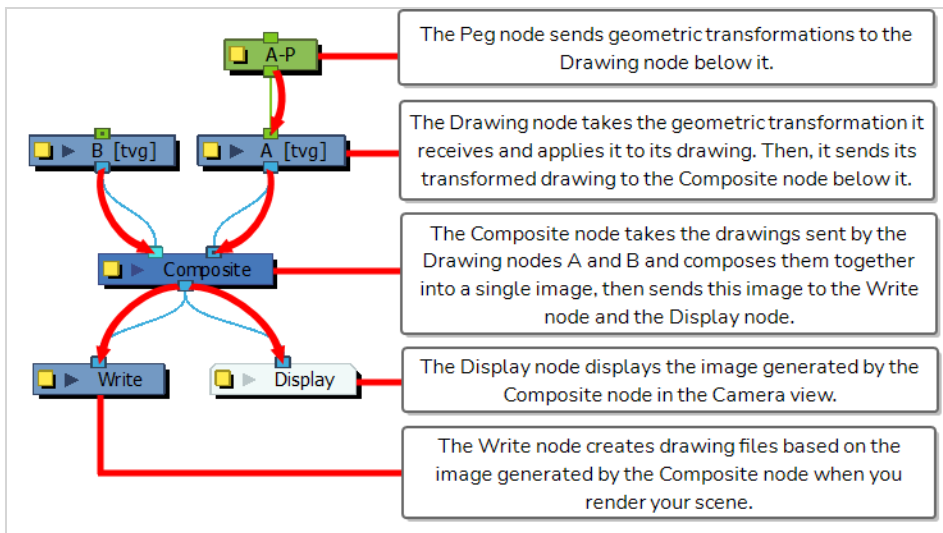 A-P
The Peg node sends geometric transformations to the
Drawing node below it.
B [tvg]
A [tvg]
The Drawing node takes the geometric transformation it
receives and applies it to its drawing. Then, it sends its
transformed drawing to the Composite node below it.
Composite
The Composite node takes the drawings sent by the
Drawing nodes A and B and composes them together
into a single image, then sends this image to the Write
node and the Display node.
Write
Display
The Display node displays the image generated by the
Composite node in the Camera view.
The Write node creates drawing files based on the
image generated by the Composite node when you
render your scene.